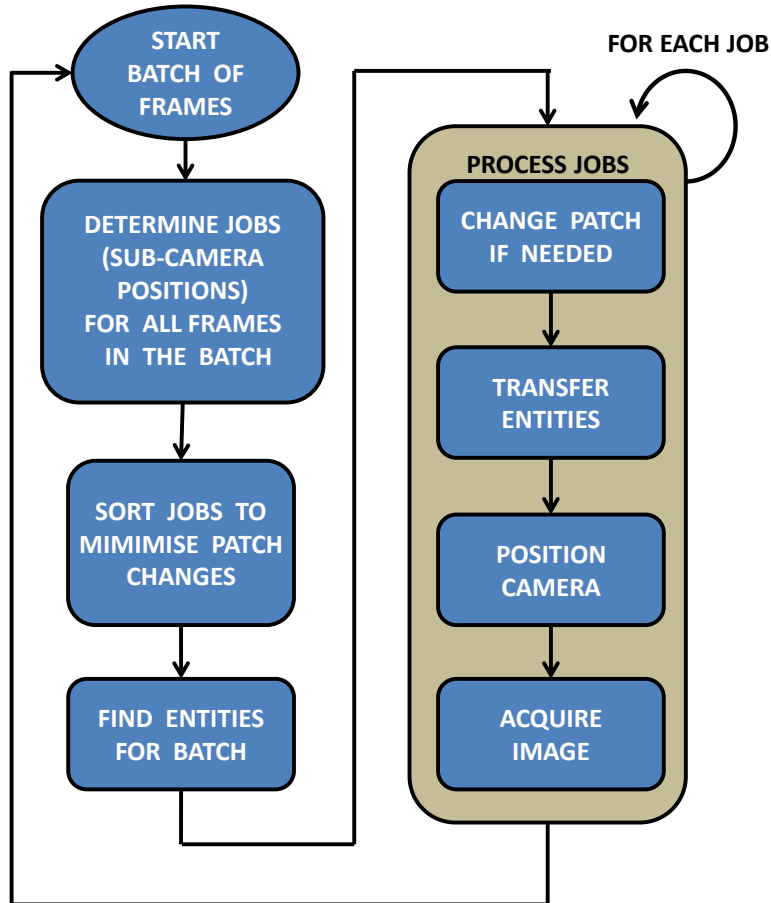 START
BATCH OF
FRAMES
DETERMINE JOBS
(SUB-CAMERA
POSITIONS)
FOR ALL FRAMES
IN THE BATCH
SORT JOBS TO
MIMIMISE PATCH
CHANGES
FIND ENTITIES
FOR BATCH
FOR EACH JOB
PROCESS JOBS
CHANGE PATCH
IF NEEDED
TRANSFER
ENTITIES
POSITION
CAMERA
ACQUIRE
IMAGE